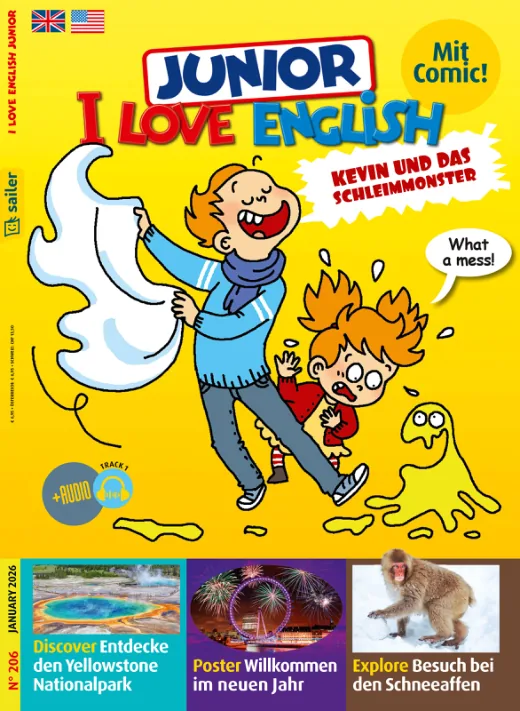 I LOVE ENGLISH JUNIOR
sailer
Mit
Comic!
JUNIOR
I LOVE ENGLISH
KEVIN UND DAS
SCHLEIMMONSTER
What
a mess!
+AUDIO
TRACK 1
N° 206 JANUARY 2026
Discover Entdecke
den Yellowstone
Nationalpark
Poster Willkommen
im neuen Jahr
Explore Besuch bei
den Schneeaffen